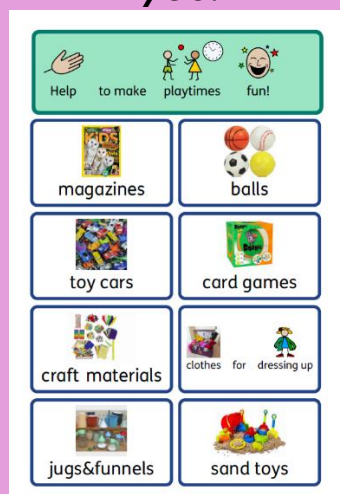 Help to make playtimes fun!
KIDS
magazines
balls
toy cars
card games
craft materials
clothes for dressing up
jugs&funnels
sand toys